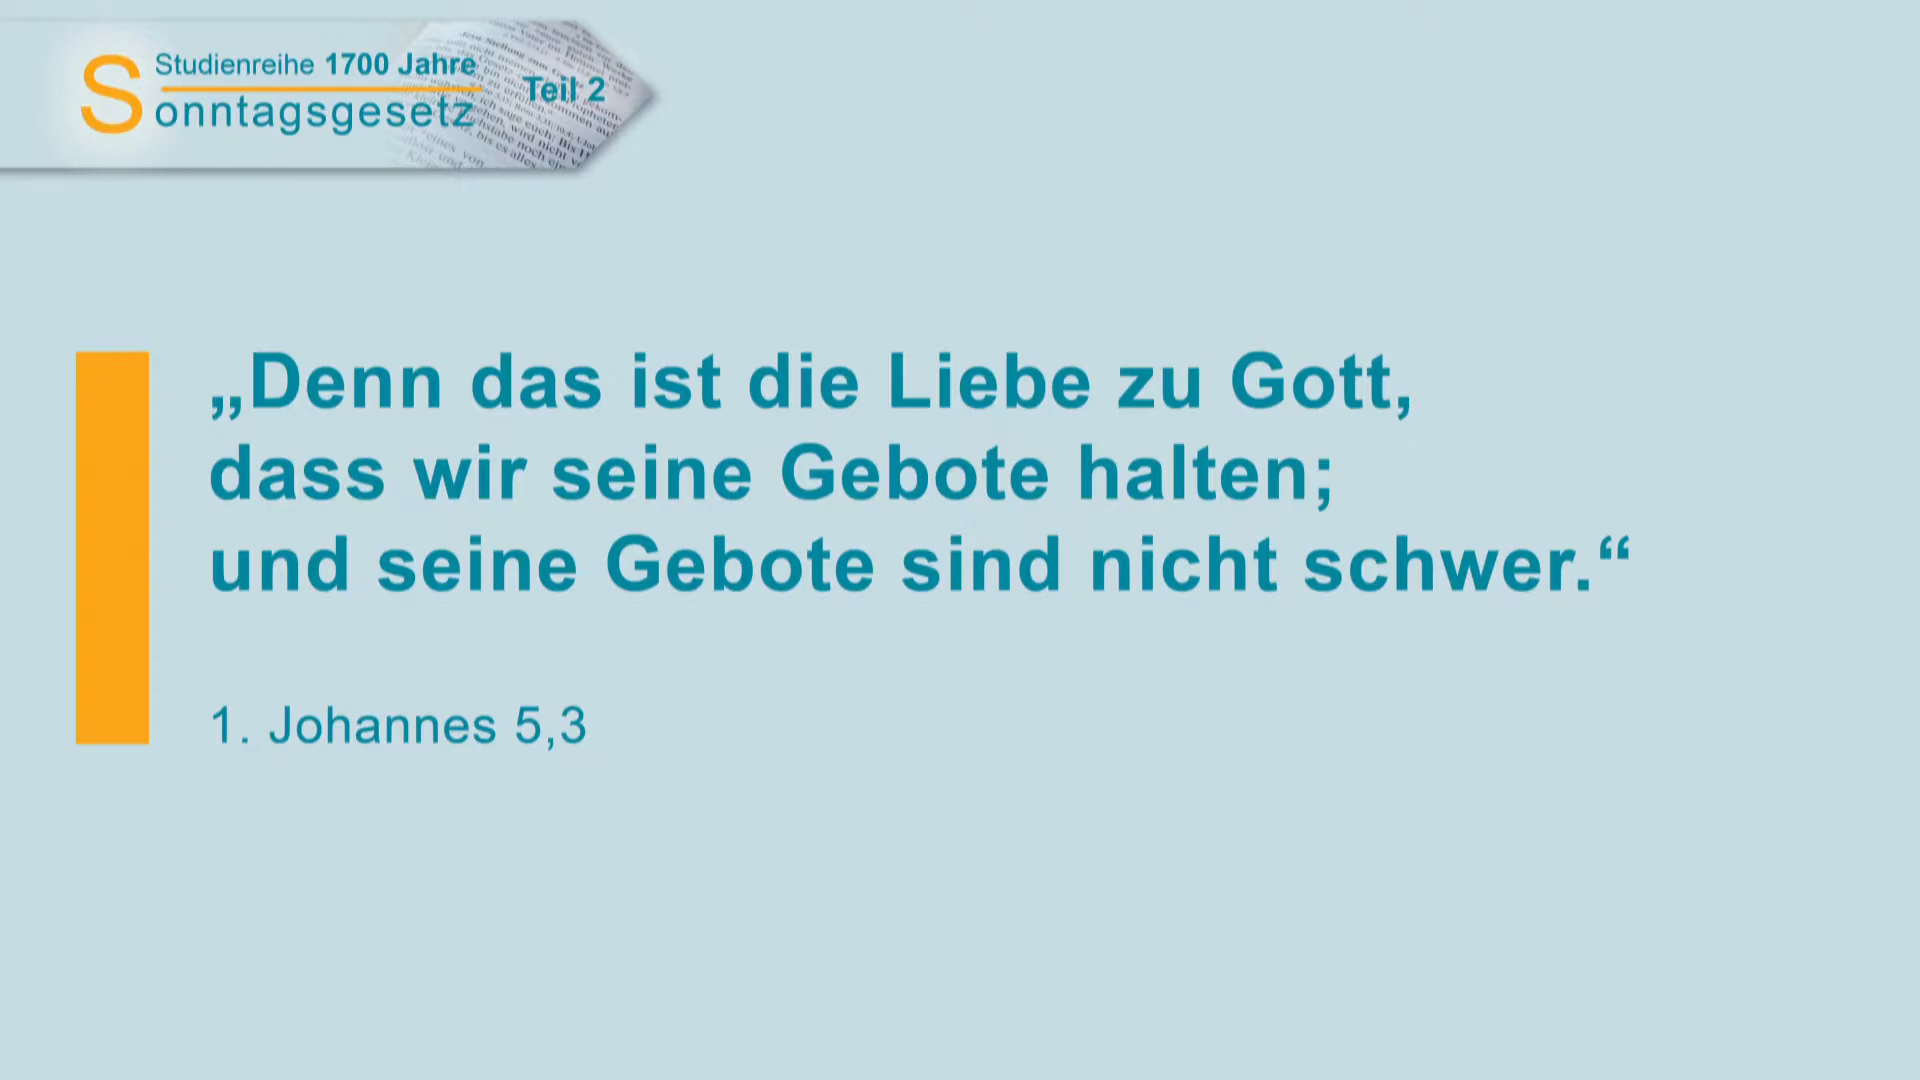 Studienreihe 1700 Jahre
Sonntagsgesetz
Teil 2
„Denn das ist die Liebe zu Gott,
dass wir seine Gebote halten;
und seine Gebote sind nicht schwer.“
1. Johannes 5,3